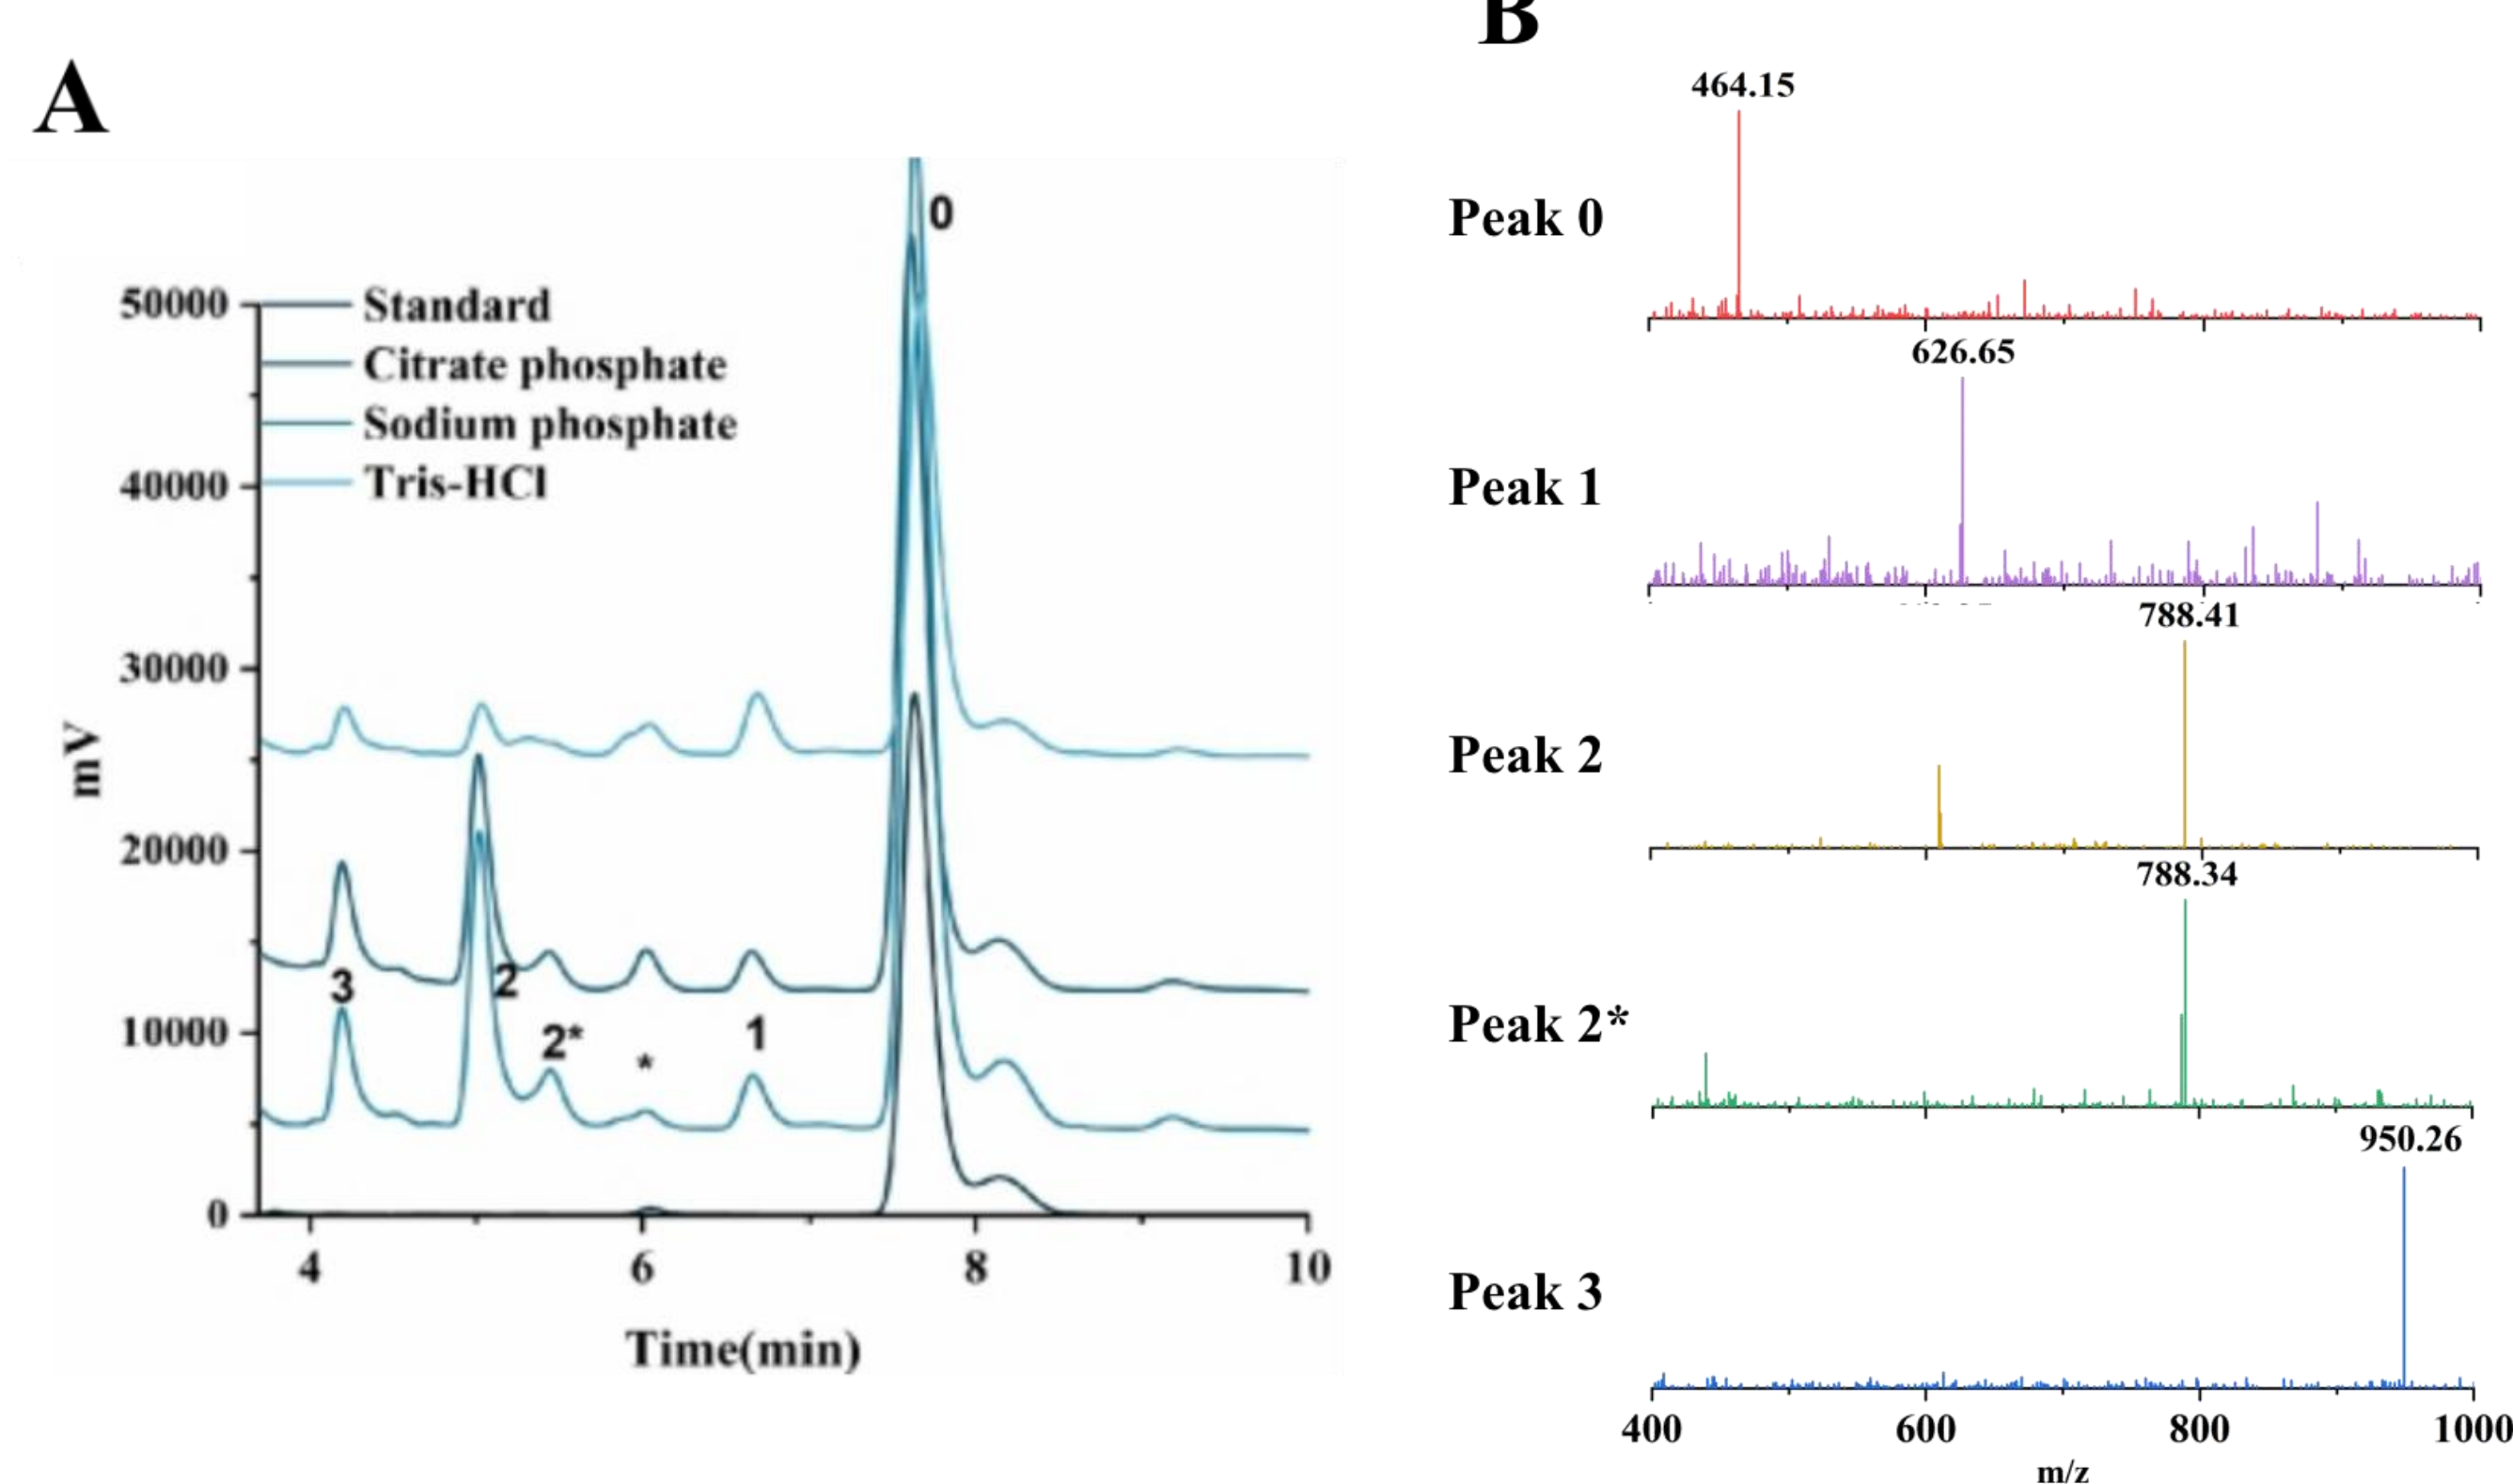 A
50000
40000
30000
20000
10000
0
mV
Standard
Citrate phosphate
Sodium phosphate
Tris-HCl
0
3
2
2*
*
1
4
6
8
10
Time(min)
B
464.15
Peak 0
626.65
Peak 1
788.41
Peak 2
788.34
Peak 2*
950.26
Peak 3
400
600
800
1000
m/z